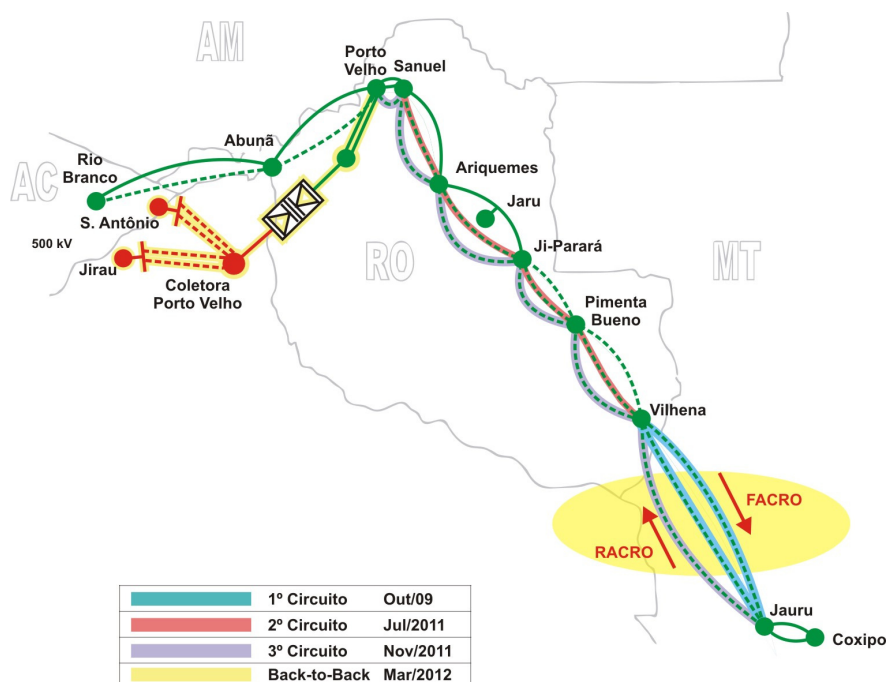 AM
Porto
Velho
Sanuel
Abunã
Rio
Branco
AC
Ariquemes
Jaru
S. Antônio
500 kV
Jirau
Coletora
Porto Velho
RO
Ji-Parará
MT
Pimenta
Bueno
Vilhena
FACRO
RACRO
Jauru
Coxipo
1º Circuito Out/09
2º Circuito Jul/2011
3º Circuito Nov/2011
Back-to-Back Mar/2012